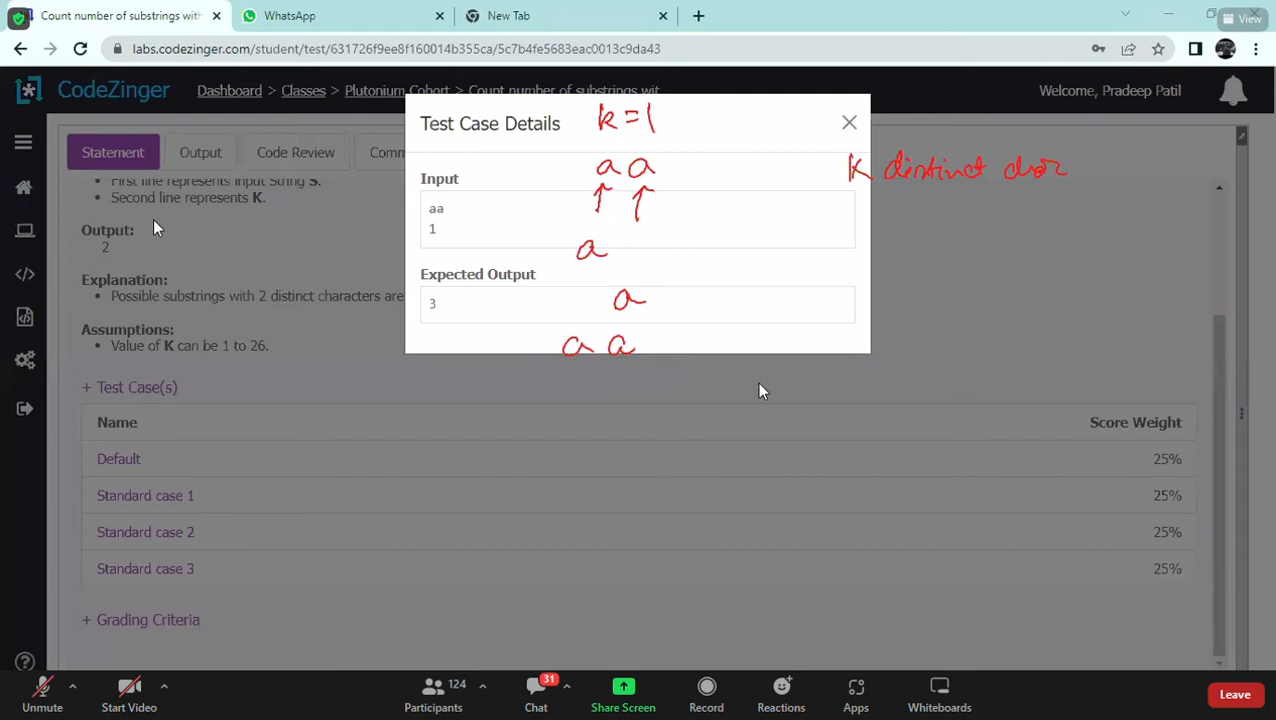 Count number of substrings with
WhatsApp
New Tab
View
labs.codezinger.com/student/test/631726f9ee8f160014b355ca/5c7b4fe5683eac0013c9da43
CodeZinger
Dashboard > Classes > Plutonium Cohort > Count number of substrings wit
Welcome, Pradeep Patil
Statement
Output
Code Review
Comm
Test Case Details
k=1
a a
K distinct char
Input
aa
1
a
Expected Output
3
a
a a
First line represents input String S.
Second line represents K.
Output:
2
Explanation:
Possible substrings with 2 distinct characters are
Assumptions:
Value of K can be 1 to 26.
+ Test Case(s)
Name Score Weight
Default 25%
Standard case 1 25%
Standard case 2 25%
Standard case 3 25%
+ Grading Criteria
Unmute
Start Video
124
Participants
31
Chat
Share Screen
Record
Reactions
Apps
Whiteboards
Leave